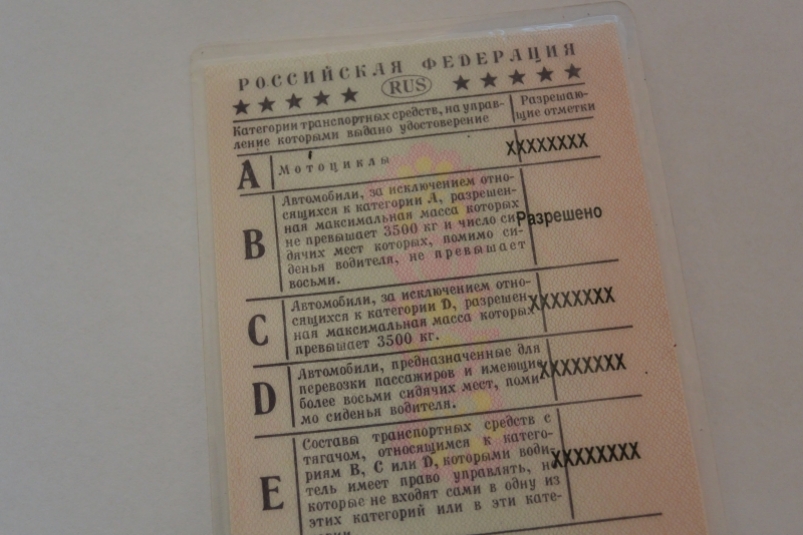 РОССИЙСКАЯ ФЕДЕРАЦИЯ
★★★★★ RUS ★★★★★
Категории транспортных средств, на управ-
ление которыми выдано удостоверение
Разрешаю-
щие отметки
A
Мотоциклы
XXXXXXXX
B
Автомобили, за исключением отно-
сящихся к категории A, разрешен-
ная максимальная масса которых
не превышает 3500 кг и число си-
дячих мест которых, помимо си-
денья водителя, не превышает
восьми.
Разрешено
C
Автомобили, за исключением отно-
сящихся к категории D, разрешен-
ная максимальная масса которых
превышает 3500 кг.
XXXXXXXX
D
Автомобили, предназначенные для
перевозки пассажиров и имеющие
более восьми сидячих мест, поми-
мо сиденья водителя.
XXXXXXXX
E
Составы транспортных средств с
тягачом, относящимся к катего-
риям B, C или D, которыми води-
тель имеет право управлять, но
которые не входят сами в одну из
этих категорий или в эти кате-